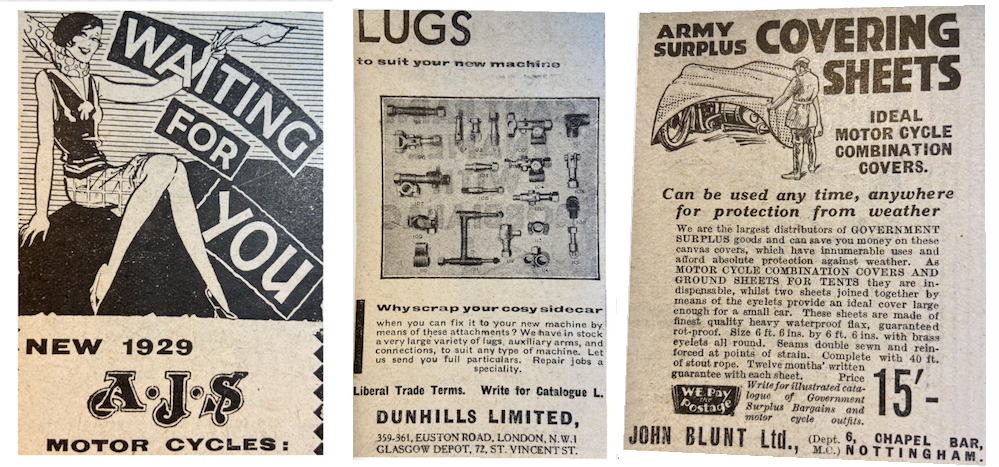 WAITING
FOR
YOU
NEW 1929
A·J·S
MOTOR CYCLES:
LUGS
to suit your new machine
Why scrap your cosy sidecar
when you can fix it to your new machine by
means of these attachments? We have in stock
a very large variety of lugs, auxiliary arms, and
connections, to suit any type of machine. Let
us send you full particulars. Repair jobs a
speciality.
Liberal Trade Terms. Write for Catalogue L.
DUNHILLS LIMITED,
359-361, EUSTON ROAD, LONDON, N.W.1
GLASGOW DEPOT, 72, ST. VINCENT ST.
ARMY
SURPLUS COVERING
SHEETS
IDEAL
MOTOR CYCLE
COMBINATION
COVERS.
Can be used any time, anywhere
for protection from weather
We are the largest distributors of GOVERNMENT
SURPLUS goods and can save you money on these
canvas covers, which have innumerable uses and
afford absolute protection against weather. As
MOTOR CYCLE COMBINATION COVERS AND
GROUND SHEETS FOR TENTS they are in-
dispensable, whilst two sheets joined together by
means of the eyelets provide an ideal cover large
enough for a small car. These sheets are made of
finest quality heavy waterproof flax, guaranteed
rot-proof. Size 6 ft. 6 ins. by 6 ft. 6 ins. with brass
eyelets all round. Seams double sewn and rein-
forced at points of strain. Complete with 40 ft.
of stout rope. Twelve months' written
guarantee with each sheet. Price
15'-
WE Pay
the
Postage
Write for illustrated cata-
logue of Government
Surplus Bargains and
motor cycle outfits.
JOHN BLUNT Ltd., (Dept. M.C.) 6, CHAPEL BAR,
NOTTINGHAM.